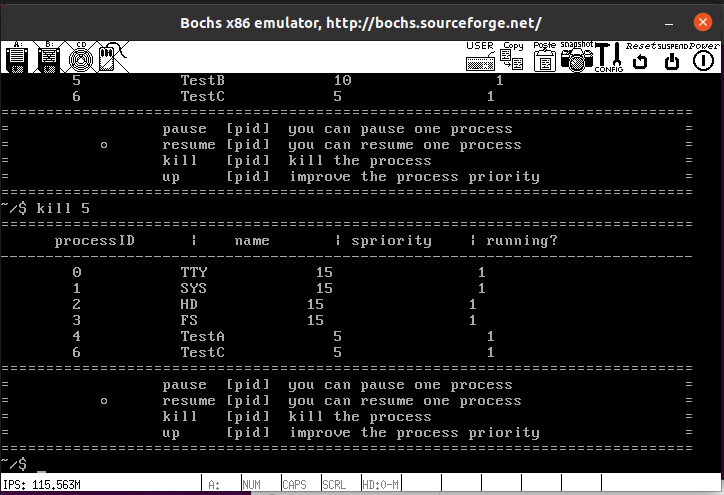 Bochs x86 emulator, http://bochs.sourceforge.net/
A: B: CD USER Copy Paste snapshot CONFIG Reset SUSPEND Power
5 TestB 10 1
6 TestC 5 1
=============================================================================
= pause [pid] you can pause one process =
= o resume [pid] you can resume one process =
= kill [pid] kill the process =
= up [pid] improve the process priority =
=============================================================================
~/$ kill 5
=============================================================================
processID | name | spriority | running?
-----------------------------------------------------------------------------
0 TTY 15 1
1 SYS 15 1
2 HD 15 1
3 FS 15 1
4 TestA 5 1
6 TestC 5 1
=============================================================================
= pause [pid] you can pause one process =
= o resume [pid] you can resume one process =
= kill [pid] kill the process =
= up [pid] improve the process priority =
=============================================================================
~/$ _
IPS: 115.563M A: NUM CAPS SCRL HD:0-M